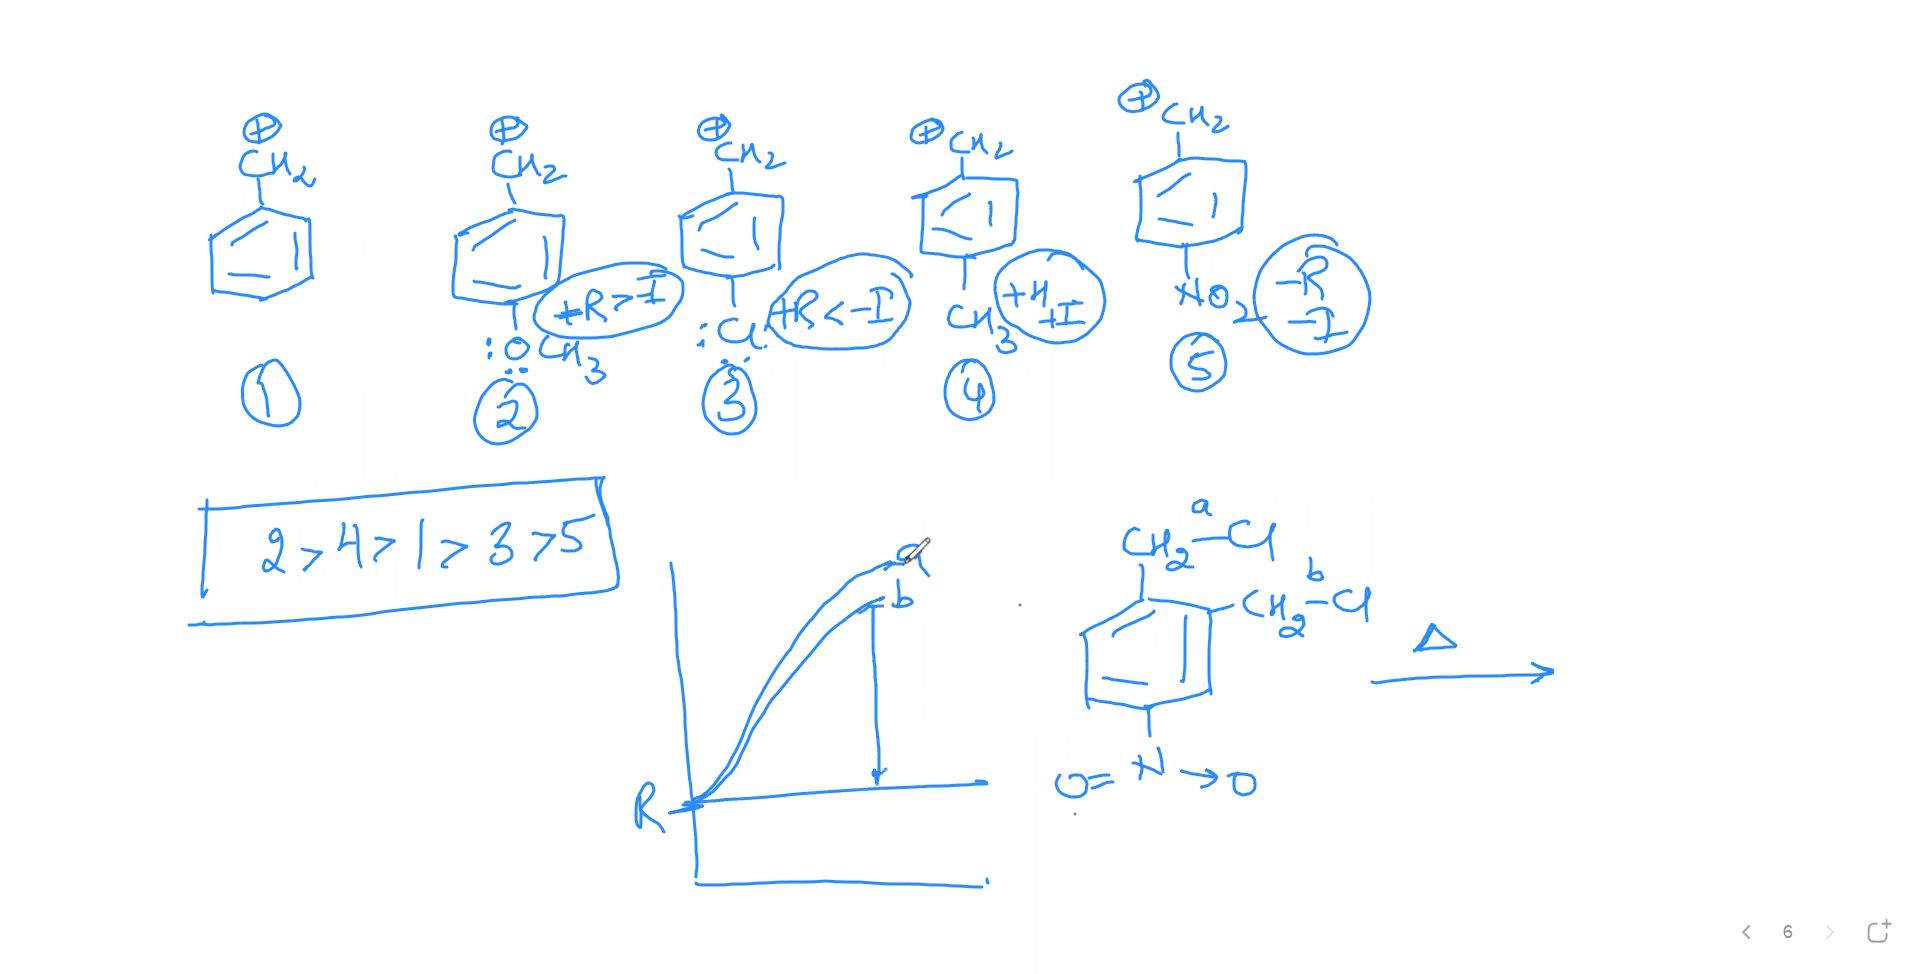 ⊕ ⊕ ⊕ ⊕ ⊕
CH2 CH2 CH2 CH2 CH2
:OCH3 +R > -I
:Cl: +R < -I
CH3 +H +I
NO2 -R -I
1 2 3 4 5
2 > 4 > 1 > 3 > 5
a
b
R
a
CH2-Cl
b
CH2-Cl
Δ
O=N→O
6